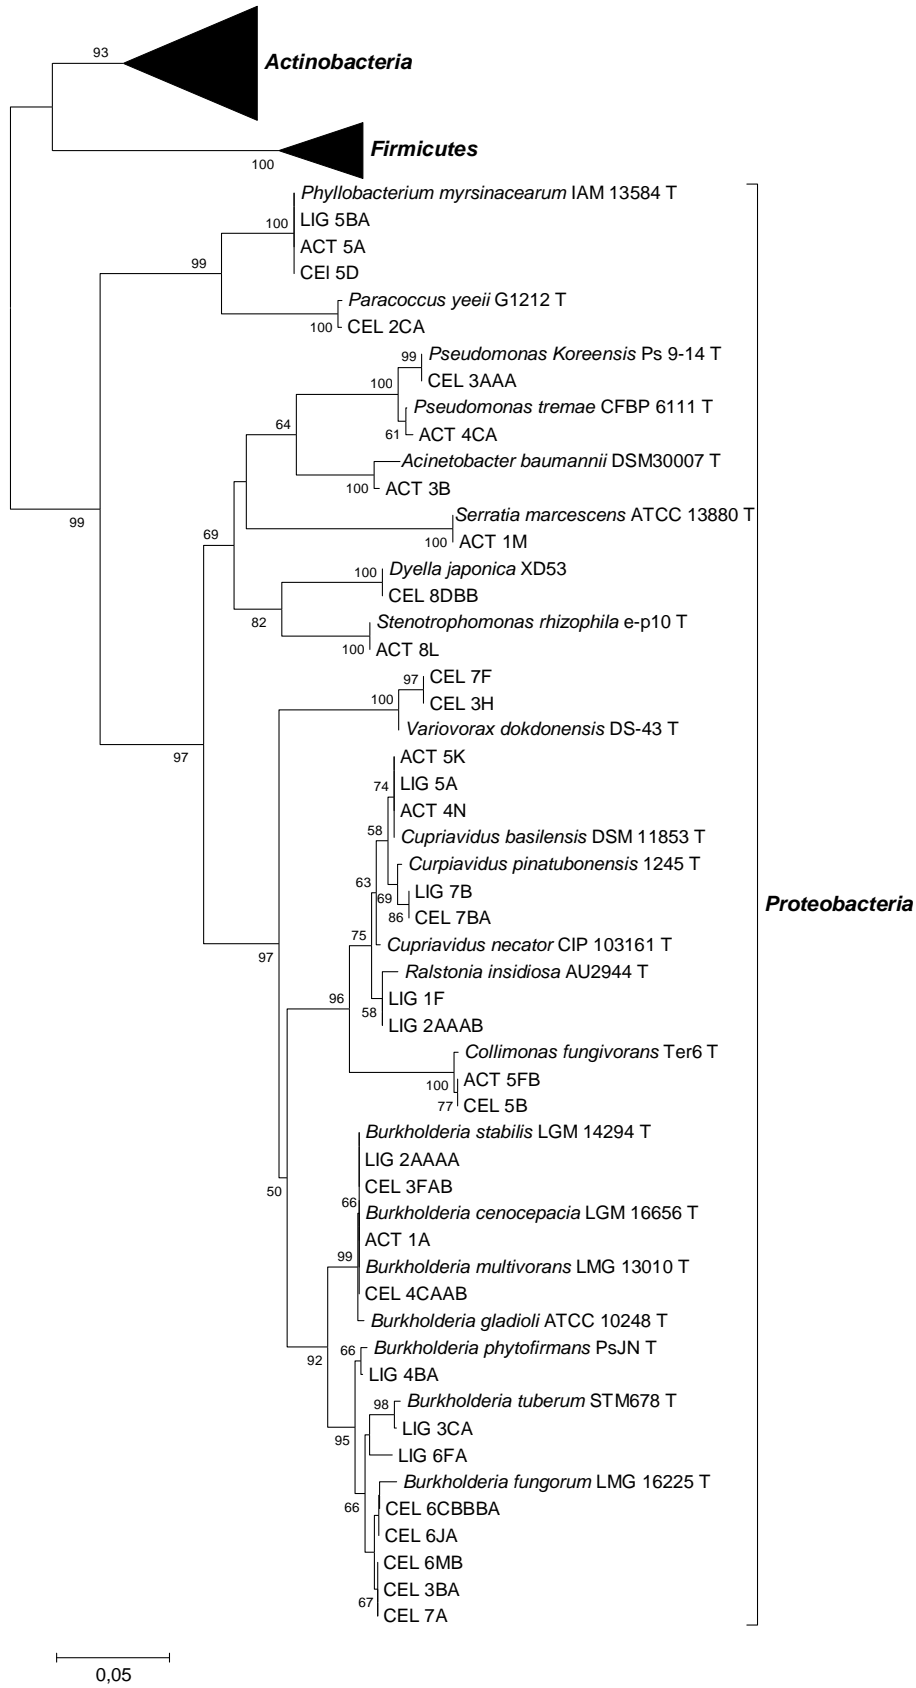 93
Actinobacteria
Firmicutes
100
Phyllobacterium myrsinacearum IAM 13584 T
LIG 5BA
100
ACT 5A
99
CEl 5D
Paracoccus yeeii G1212 T
100
CEL 2CA
99
Pseudomonas Koreensis Ps 9-14 T
100
CEL 3AAA
Pseudomonas tremae CFBP 6111 T
64
61
ACT 4CA
Acinetobacter baumannii DSM30007 T
100
ACT 3B
Serratia marcescens ATCC 13880 T
99
69
100
ACT 1M
Dyella japonica XD53
100
CEL 8DBB
82
Stenotrophomonas rhizophila e-p10 T
100
ACT 8L
97
CEL 7F
100
CEL 3H
Variovorax dokdonensis DS-43 T
97
ACT 5K
74
LIG 5A
ACT 4N
58
Cupriavidus basilensis DSM 11853 T
Curpiavidus pinatubonensis 1245 T
63
69
LIG 7B
86
CEL 7BA
Proteobacteria
75
Cupriavidus necator CIP 103161 T
97
Ralstonia insidiosa AU2944 T
96
LIG 1F
58
LIG 2AAAB
Collimonas fungivorans Ter6 T
100
ACT 5FB
77
CEL 5B
Burkholderia stabilis LGM 14294 T
LIG 2AAAA
50
CEL 3FAB
66
Burkholderia cenocepacia LGM 16656 T
ACT 1A
99
Burkholderia multivorans LMG 13010 T
CEL 4CAAB
Burkholderia gladioli ATCC 10248 T
92
66
Burkholderia phytofirmans PsJN T
LIG 4BA
98
Burkholderia tuberum STM678 T
LIG 3CA
95
LIG 6FA
Burkholderia fungorum LMG 16225 T
66
CEL 6CBBBA
CEL 6JA
CEL 6MB
CEL 3BA
67
CEL 7A
0,05